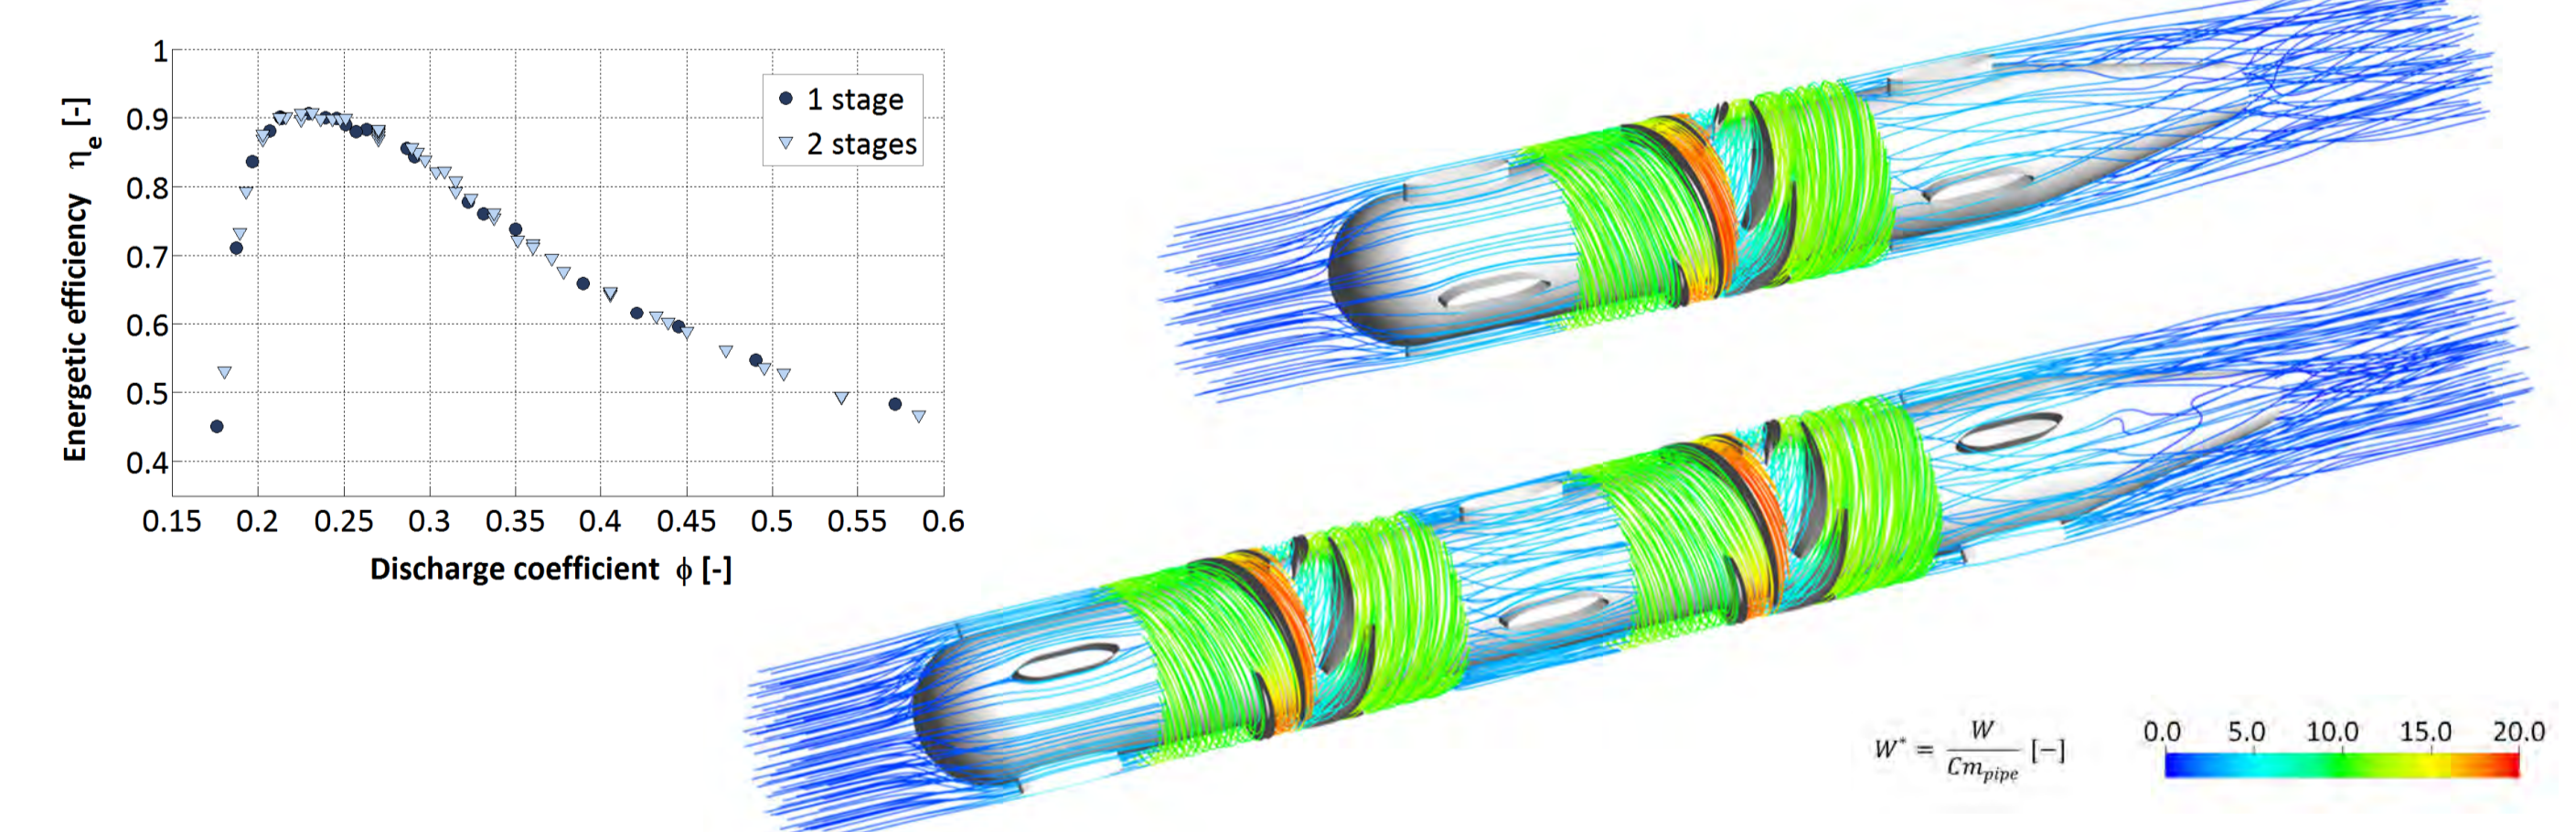 1
0.9
0.8
0.7
0.6
0.5
0.4
Energetic efficiency ηe [-]
1 stage
2 stages
0.15 0.2 0.25 0.3 0.35 0.4 0.45 0.5 0.55 0.6
Discharge coefficient ϕ [-]
W* = W / Cm_pipe [−]
0.0 5.0 10.0 15.0 20.0